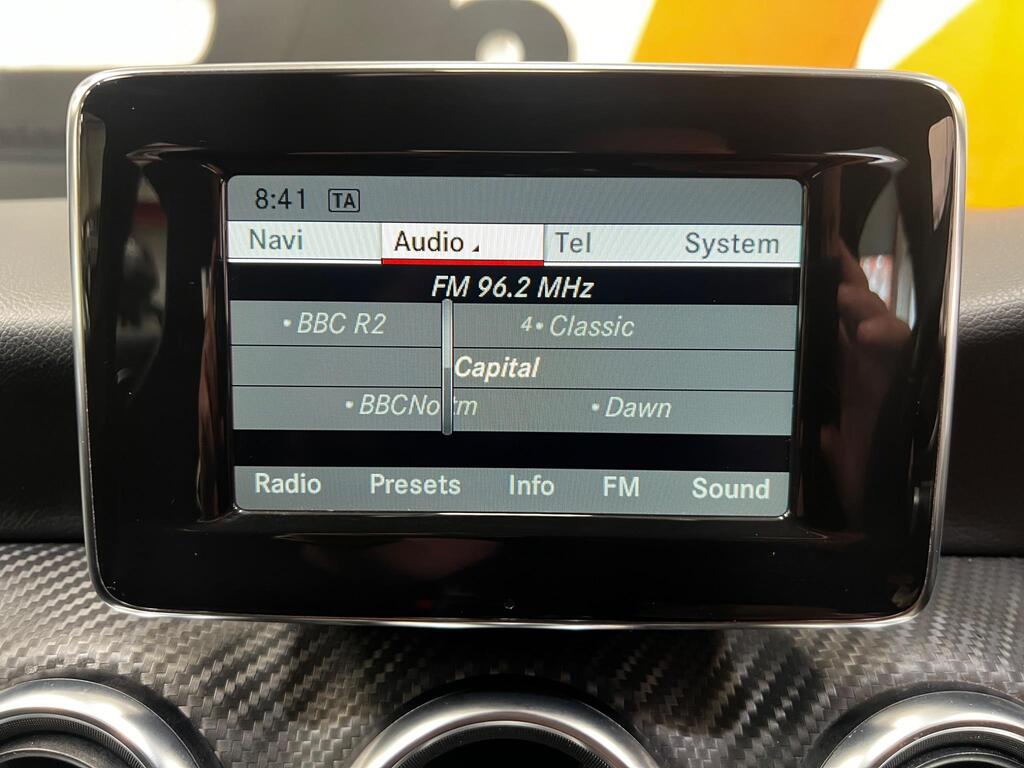 8:41 TA
Navi Audio Tel System
FM 96.2 MHz
• BBC R2 4• Classic
Capital
• Dawn
Radio Presets Info FM Sound